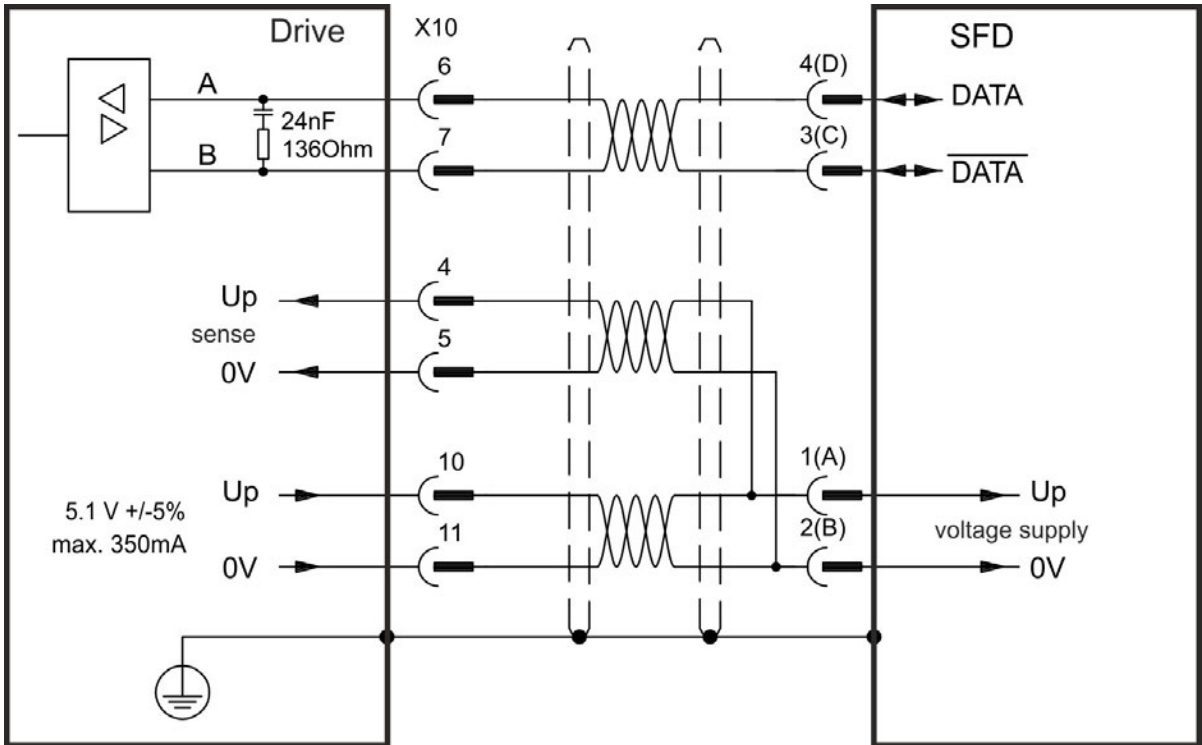 Drive X10 SFD
6 4(D)
A DATA
24nF
7 3(C)
136Ohm
B DATA
4
Up
sense
5
0V
10 1(A)
Up Up
5.1 V +/-5%
11 2(B) voltage supply
max. 350mA
0V 0V